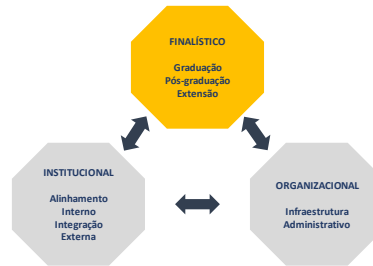 FINALÍSTICO
Graduação
Pós-graduação
Extensão
INSTITUCIONAL
Alinhamento
Interno
Integração
Externa
ORGANIZACIONAL
Infraestrutura
Administrativo